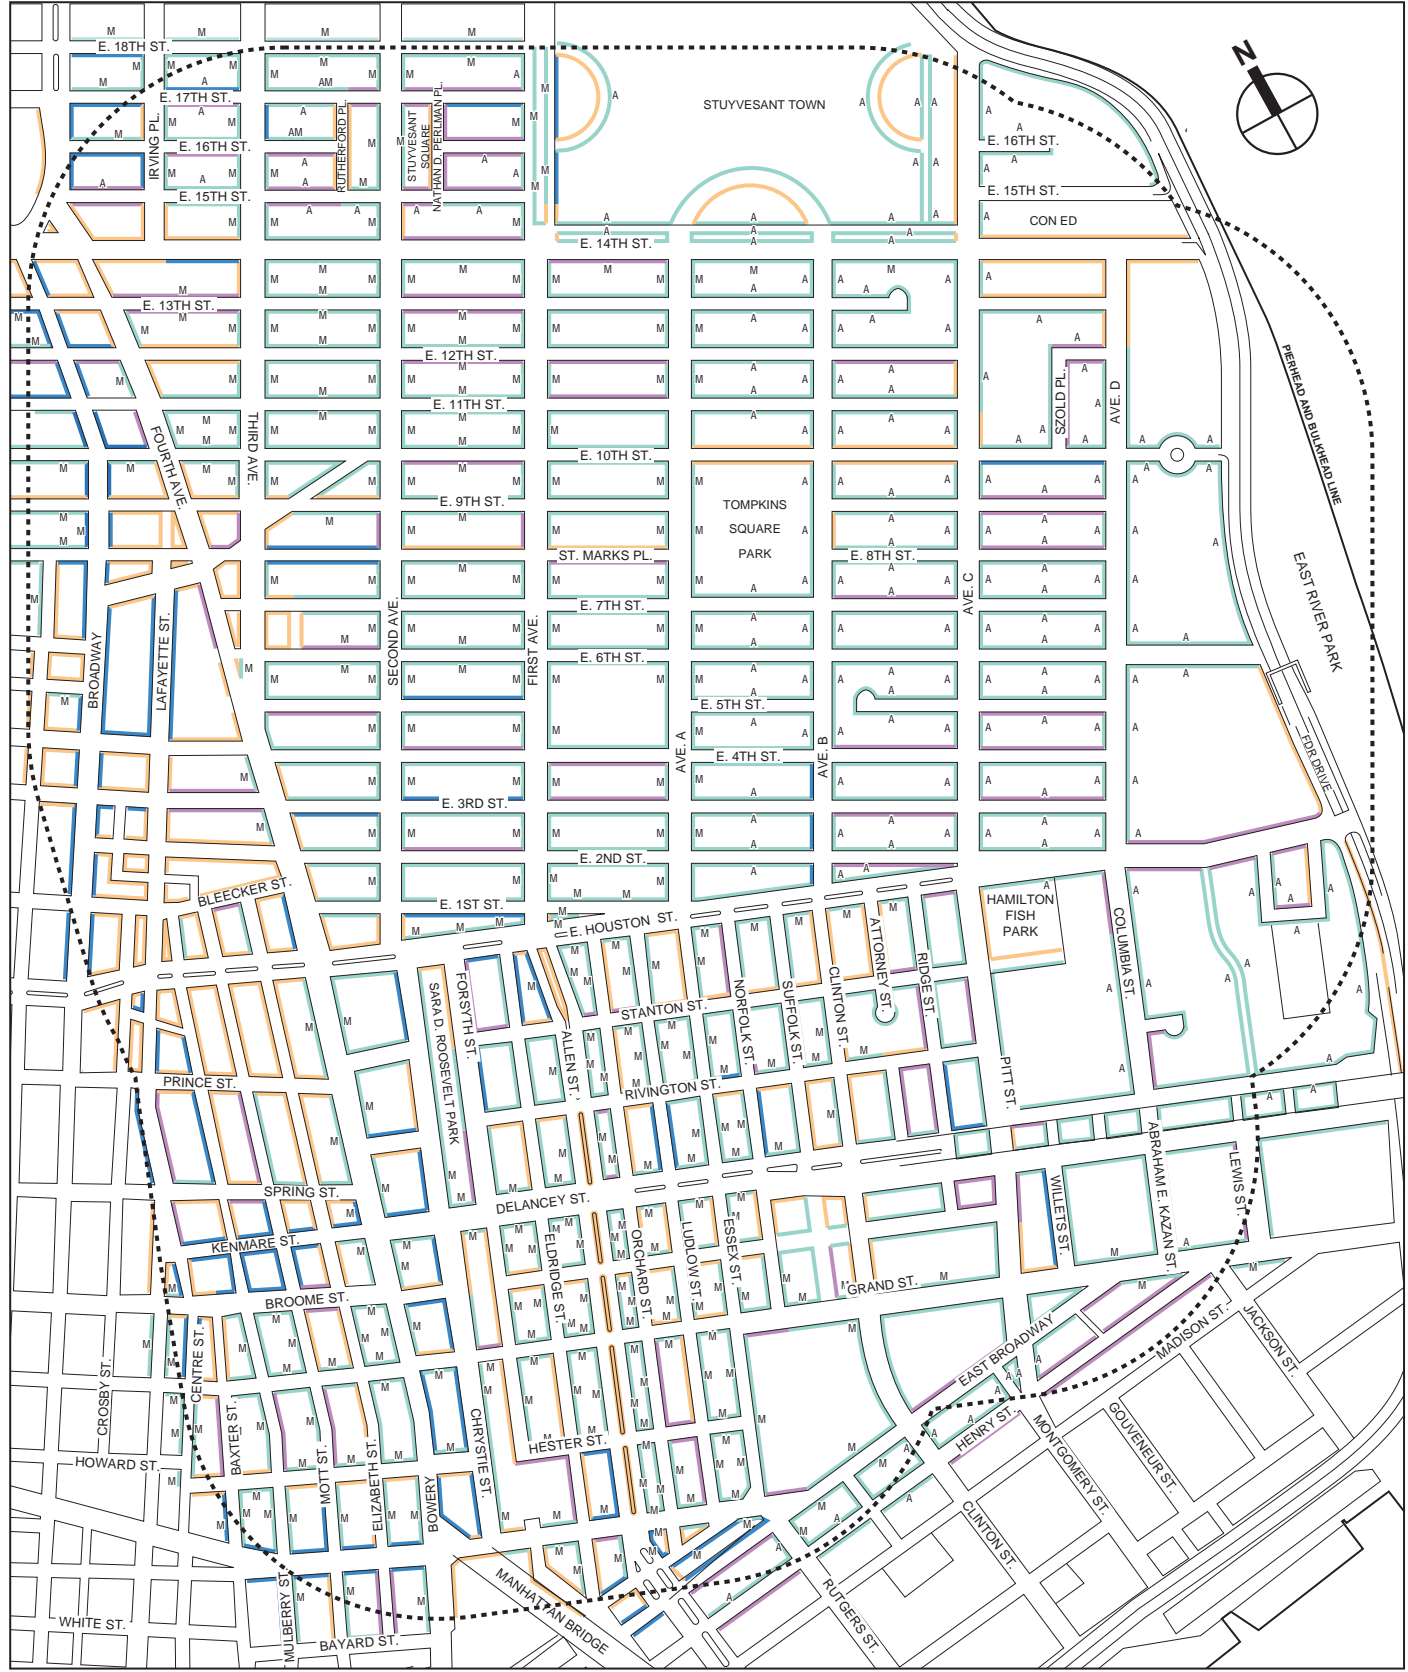 E. 18TH ST.
E. 17TH ST.
IRVING PL.
E. 16TH ST.
E. 15TH ST.
RUTHERFORD PL.
STUYVESANT
SQUARE
NATHAN D. PERLMAN PL.
STUYVESANT TOWN
N
E. 16TH ST.
E. 15TH ST.
CON ED
E. 14TH ST.
E. 13TH ST.
E. 12TH ST.
E. 11TH ST.
SZOLD PL.
AVE. D
PIERHEAD AND BULKHEAD LINE
FOURTH AVE.
THIRD AVE.
E. 10TH ST.
E. 9TH ST.
TOMPKINS
SQUARE
PARK
ST. MARKS PL.
E. 8TH ST.
AVE. C
EAST RIVER PARK
E. 7TH ST.
BROADWAY
LAFAYETTE ST.
SECOND AVE.
FIRST AVE.
E. 6TH ST.
E. 5TH ST.
AVE. A
AVE. B
E. 4TH ST.
FDR DRIVE
E. 3RD ST.
E. 2ND ST.
BLEECKER ST.
E. 1ST ST.
E. HOUSTON ST.
HAMILTON
FISH
PARK
COLUMBIA ST.
ATTORNEY ST.
RIDGE ST.
CLINTON ST.
SUFFOLK ST.
NORFOLK ST.
STANTON ST.
FORSYTH ST.
SARA D. ROOSEVELT PARK
ALLEN ST.
PITT ST.
PRINCE ST.
RIVINGTON ST.
ABRAHAM E. KAZAN ST.
LEWIS ST.
WILLETS ST.
SPRING ST.
DELANCEY ST.
KENMARE ST.
ELDRIDGE ST.
ORCHARD ST.
LUDLOW ST.
ESSEX ST.
GRAND ST.
BROOME ST.
EAST BROADWAY
MADISON ST.
JACKSON ST.
CROSBY ST.
CENTRE ST.
BAXTER ST.
MOTT ST.
ELIZABETH ST.
BOWERY
CHRYSTIE ST.
HESTER ST.
HENRY ST.
MONTGOMERY ST.
GOUVENEUR ST.
HOWARD ST.
CLINTON ST.
RUTGERS ST.
MANHATTAN BRIDGE
MULBERRY ST.
WHITE ST.
BAYARD ST.